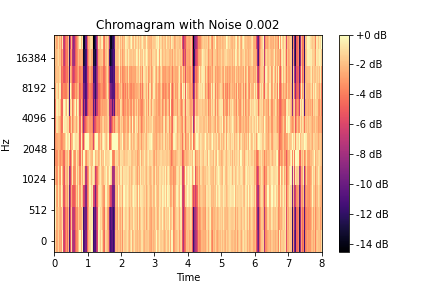 Chromagram with Noise 0.002
Hz
16384
8192
4096
2048
1024
512
0
0 1 2 3 4 5 6 7 8
Time
+0 dB
-2 dB
-4 dB
-6 dB
-8 dB
-10 dB
-12 dB
-14 dB